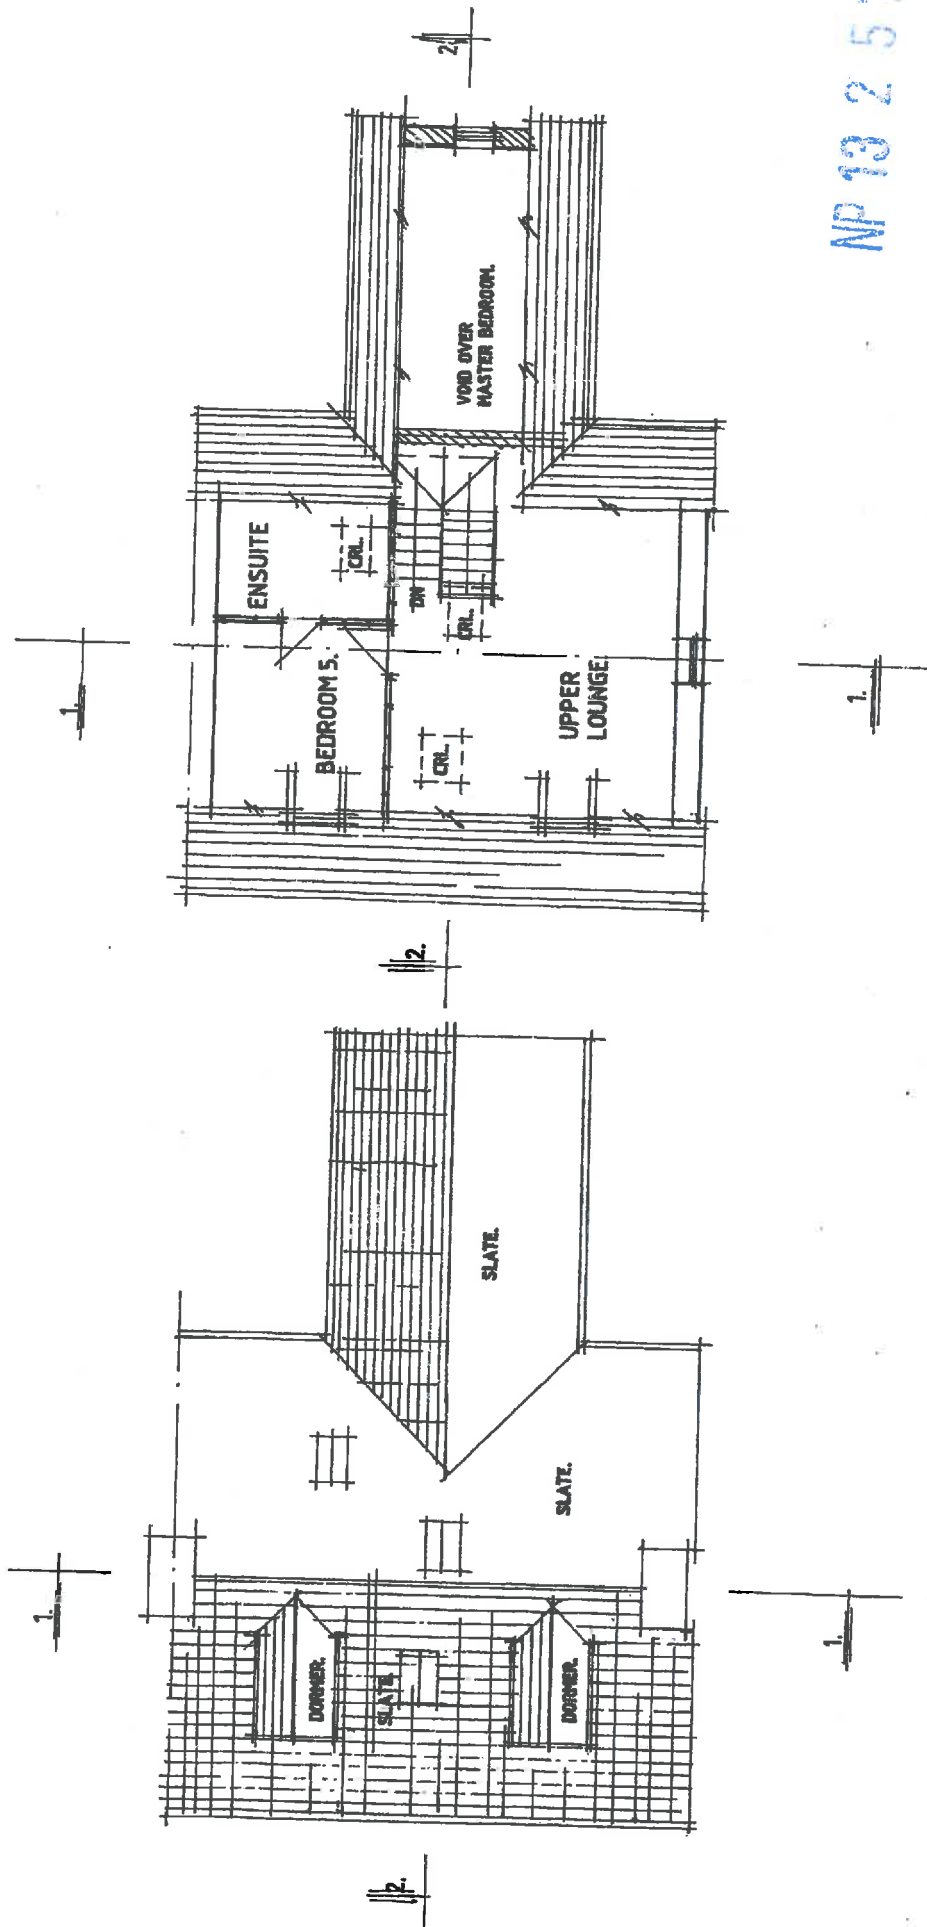 2.
NP 13 2 5
VOID OVER
MASTER BEDROOM.
ENSUITE
CRL.
DN
CRL.
BEDROOM 5.
UPPER
LOUNGE.
CRL.
1.
1.
2.
SLATE.
SLATE.
1.
1.
DORMER.
SLATE.
DORMER.
2.